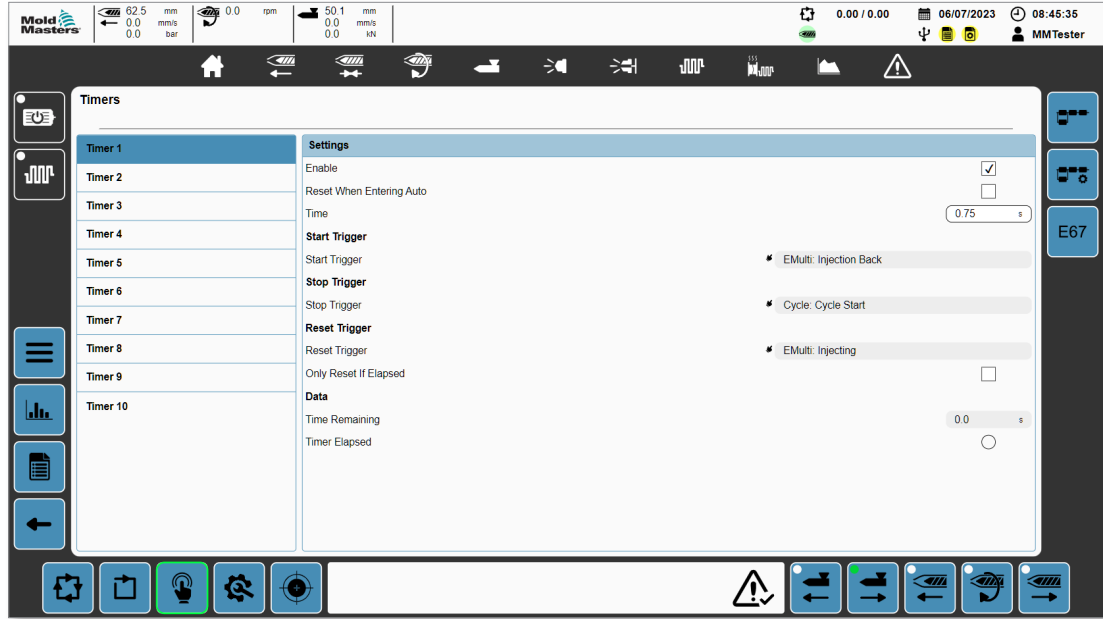 Mold Masters
62.5 mm
0.0 mm/s
0.0 bar
0.0 rpm
50.1 mm
0.0 mm/s
0.0 kN
0.00 / 0.00
06/07/2023
08:45:35
MMTester
Timers
Timer 1
Timer 2
Timer 3
Timer 4
Timer 5
Timer 6
Timer 7
Timer 8
Timer 9
Timer 10
Settings
Enable
Reset When Entering Auto
Time 0.75 s
Start Trigger
Start Trigger EMulti: Injection Back
Stop Trigger
Stop Trigger Cycle: Cycle Start
Reset Trigger
Reset Trigger EMulti: Injecting
Only Reset If Elapsed
Data
Time Remaining 0.0 s
Timer Elapsed
E67